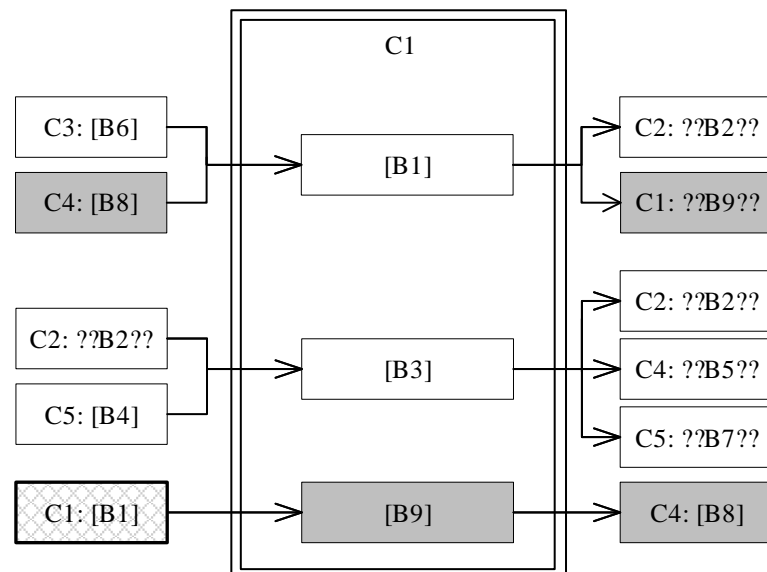 C1
C3: [B6]
C4: [B8]
[B1]
C2: ??B2??
C1: ??B9??
C2: ??B2??
C5: [B4]
[B3]
C2: ??B2??
C4: ??B5??
C5: ??B7??
C1: [B1]
[B9]
C4: [B8]